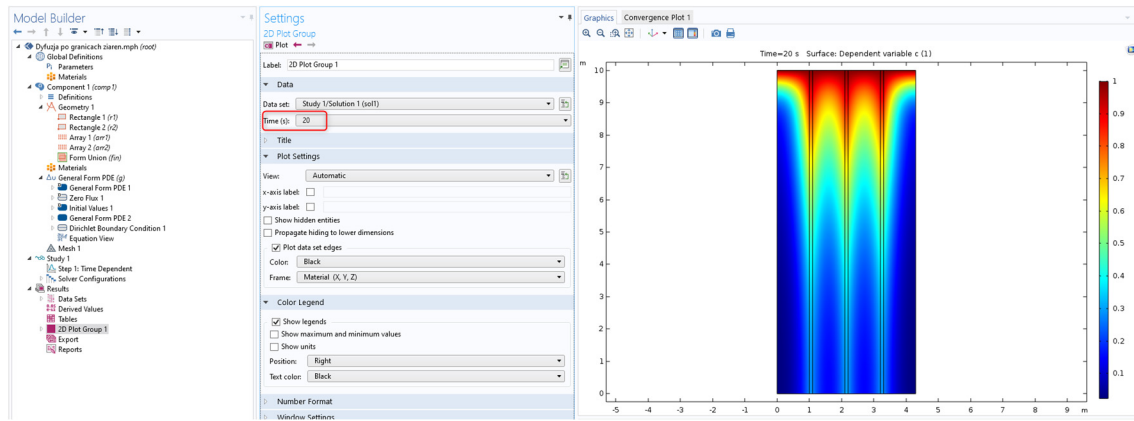 Model Builder
Dyfuzja po granicach ziaren.mph (root)
Global Definitions
Pi Parameters
Materials
Component 1 (comp1)
Definitions
Geometry 1
Rectangle 1 (r1)
Rectangle 2 (r2)
Array 1 (arr1)
Array 2 (arr2)
Form Union (fin)
Materials
Δu General Form PDE (g)
General Form PDE 1
Zero Flux 1
Initial Values 1
General Form PDE 2
Dirichlet Boundary Condition 1
Equation View
Mesh 1
Study 1
Step 1: Time Dependent
Solver Configurations
Results
Data Sets
Derived Values
Tables
2D Plot Group 1
Export
Reports
Settings
2D Plot Group
Plot
Label: 2D Plot Group 1
Data
Data set: Study 1/Solution 1 (sol1)
Time (s): 20
Title
Plot Settings
View: Automatic
x-axis label:
y-axis label:
Show hidden entities
Propagate hiding to lower dimensions
Plot data set edges
Color: Black
Frame: Material (X, Y, Z)
Color Legend
Show legends
Show maximum and minimum values
Show units
Position: Right
Text color: Black
Number Format
Window Settings
Graphics Convergence Plot 1
Time=20 s Surface: Dependent variable c (1)
m
10
9
8
7
6
5
4
3
2
1
0
-5 -4 -3 -2 -1 0 1 2 3 4 5 6 7 8 9 m
1
0.9
0.8
0.7
0.6
0.5
0.4
0.3
0.2
0.1